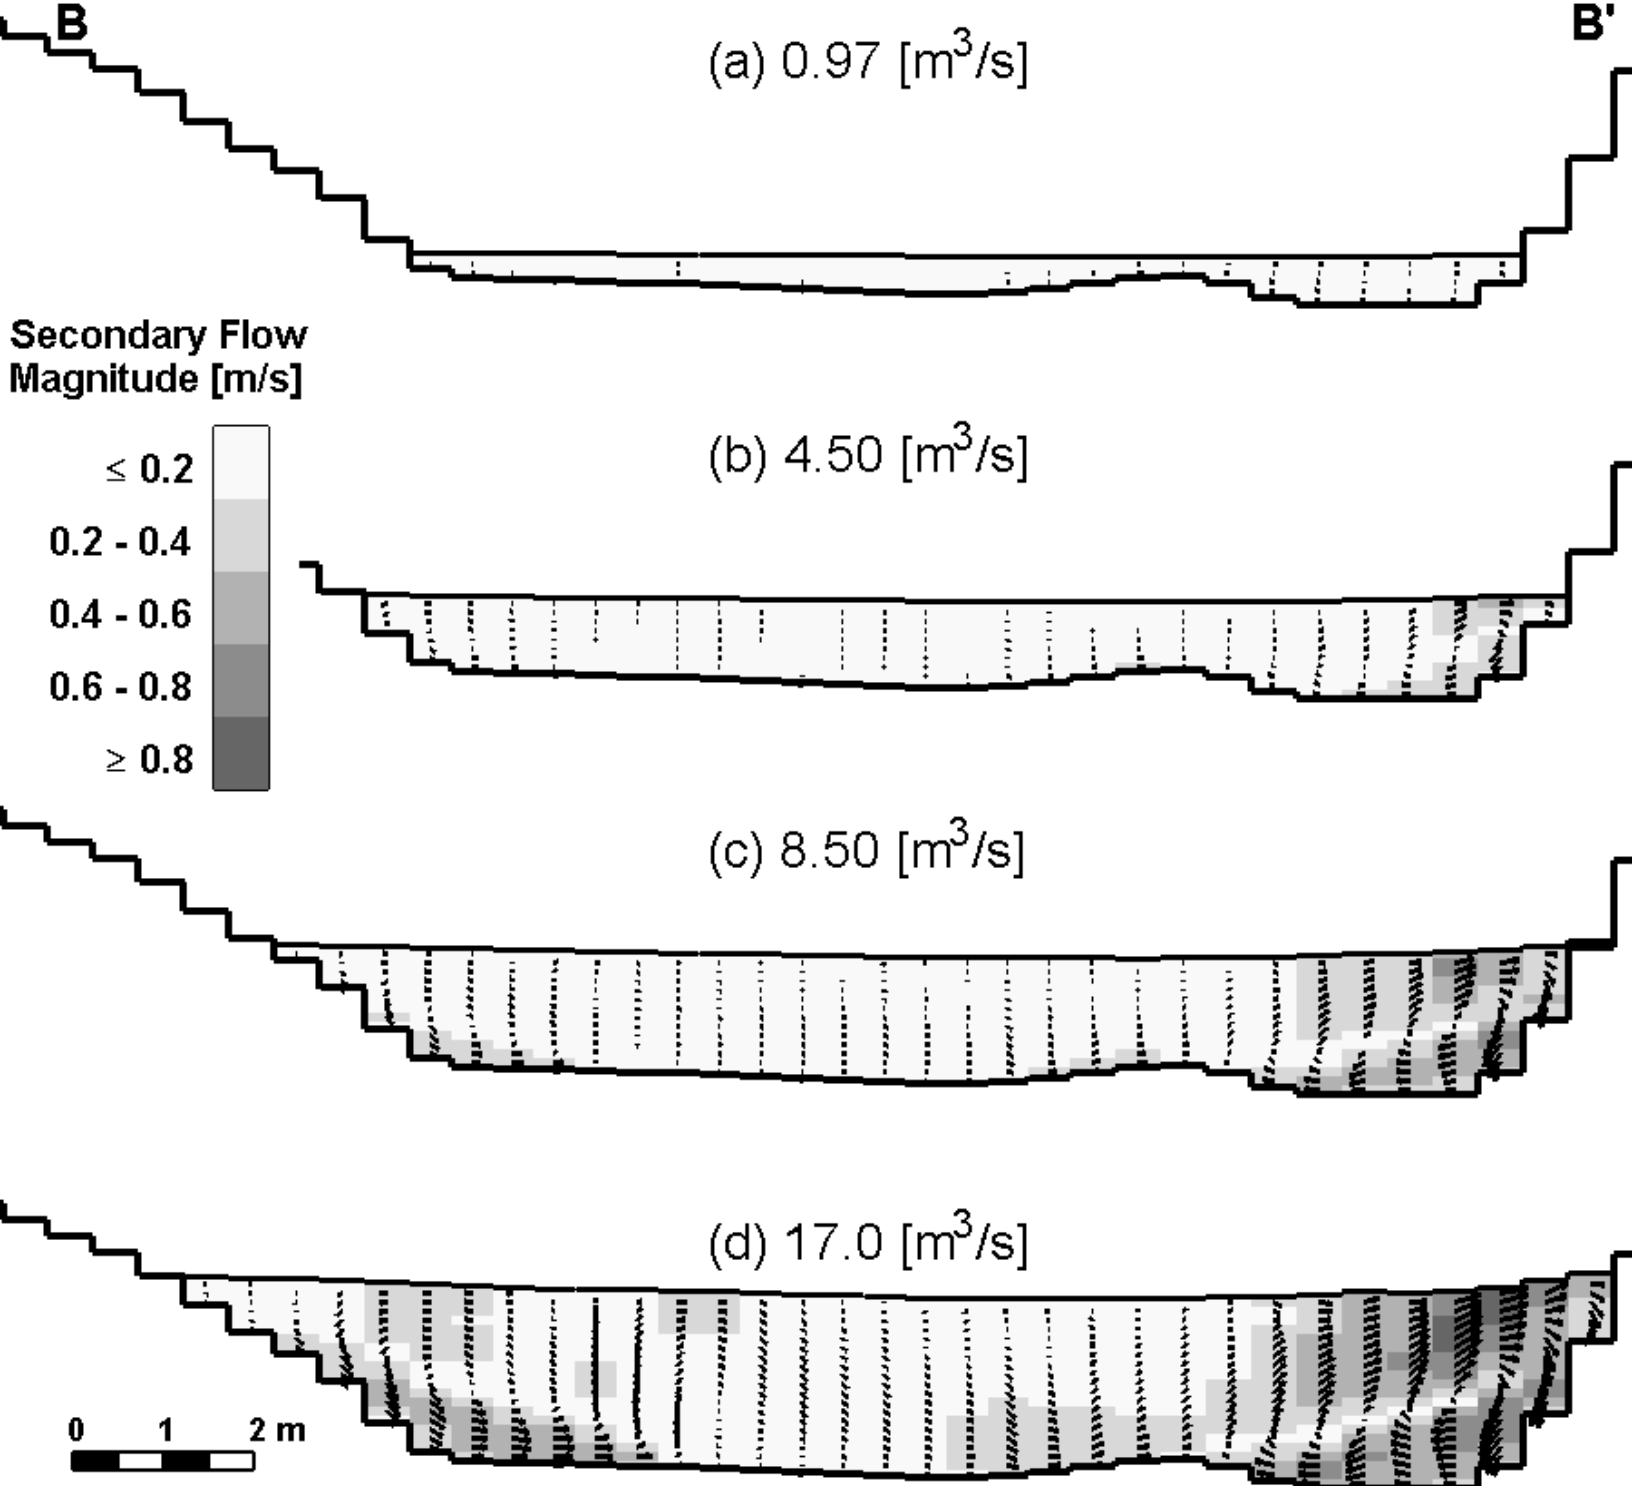 B
B'
(a) 0.97 [m³/s]
Secondary Flow
Magnitude [m/s]
(b) 4.50 [m³/s]
≤ 0.2
0.2 - 0.4
0.4 - 0.6
0.6 - 0.8
≥ 0.8
(c) 8.50 [m³/s]
(d) 17.0 [m³/s]
0 1 2 m